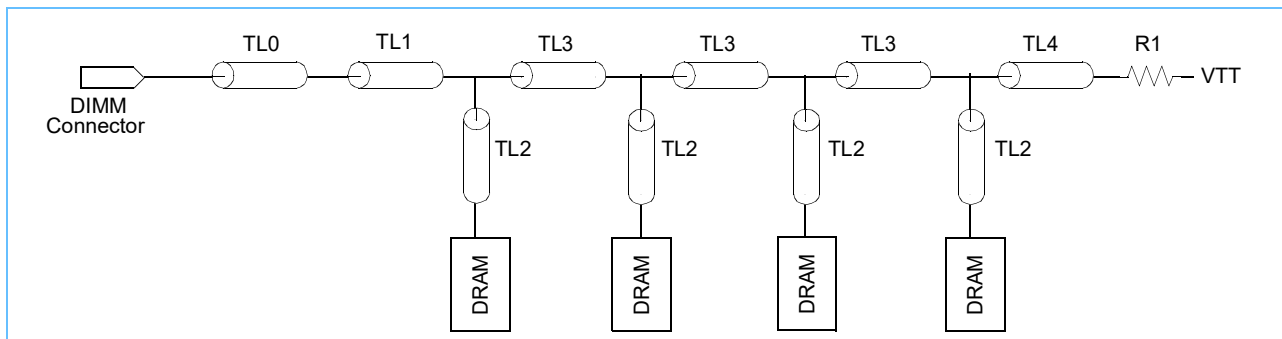 TL0
TL1
TL3
TL3
TL3
TL4
R1
VTT
DIMM
Connector
TL2
TL2
TL2
TL2
DRAM
DRAM
DRAM
DRAM